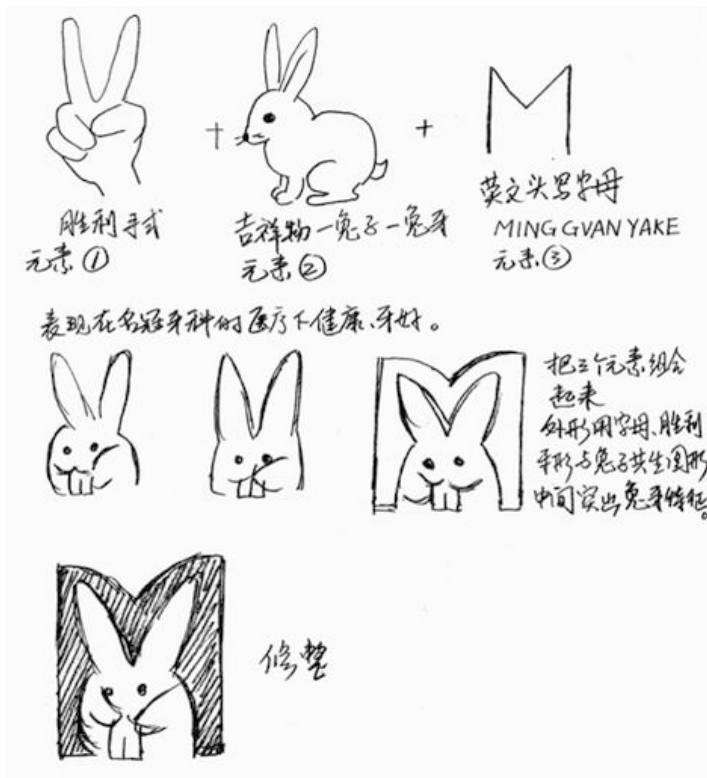 胜利手式
元素①
吉祥物一兔子一兔牙
元素②
英文头写字母
MING GVAN YAKE
元素③
表现在名冠牙科的医疗下健康、牙好。
把三个元素组合
起来
外形用字母、胜利
手形与兔子共生图形
中间突出兔牙特征。
修整